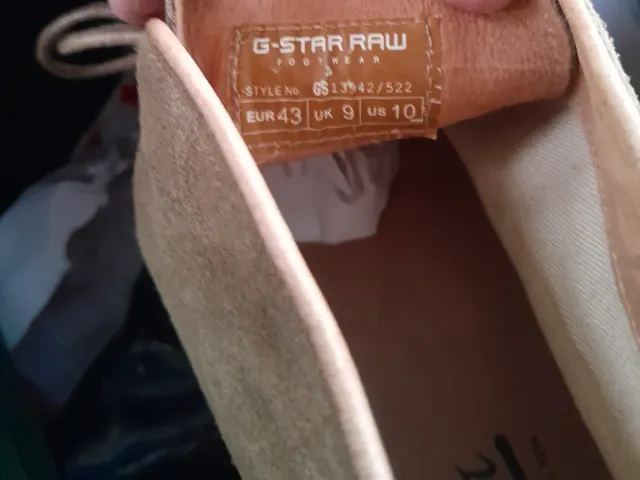 G-STAR RAW
FOOTWEAR
STYLE No. GS13942/522
EUR 43 UK 9 US 10